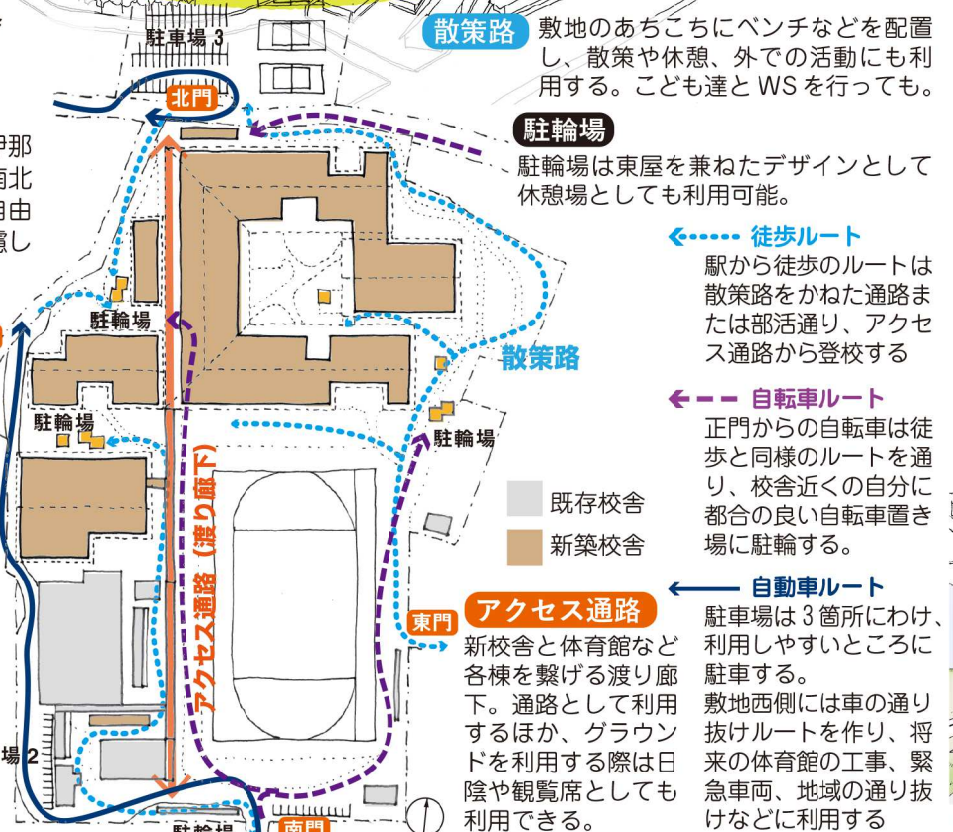 駐車場 3
北門
伊那
南北
自由
慮し
駐輪場
駐輪場
駐輪場
散策路
アクセス通路（渡り廊下）
既存校舎
新築校舎
東門
場 2
駐輪場
南門
散策路
敷地のあちこちにベンチなどを配置
し、散策や休憩、外での活動にも利
用する。こども達と WS を行っても。
駐輪場
駐輪場は東屋を兼ねたデザインとして
休憩場としても利用可能。
徒歩ルート
駅から徒歩のルートは
散策路をかねた通路ま
たは部活通り、アクセ
ス通路から登校する
自転車ルート
正門からの自転車は徒
歩と同様のルートを通
り、校舎近くの自分に
都合の良い自転車置き
場に駐輪する。
自動車ルート
駐車場は 3 箇所にわけ、
利用しやすいところに
駐車する。
敷地西側には車の通り
抜けルートを作り、将
来の体育館の工事、緊
急車両、地域の通り抜
けなどに利用する
アクセス通路
新校舎と体育館など
各棟を繋げる渡り廊
下。通路として利用
するほか、グラウン
ドを利用する際は日
陰や観覧席としても
利用できる。